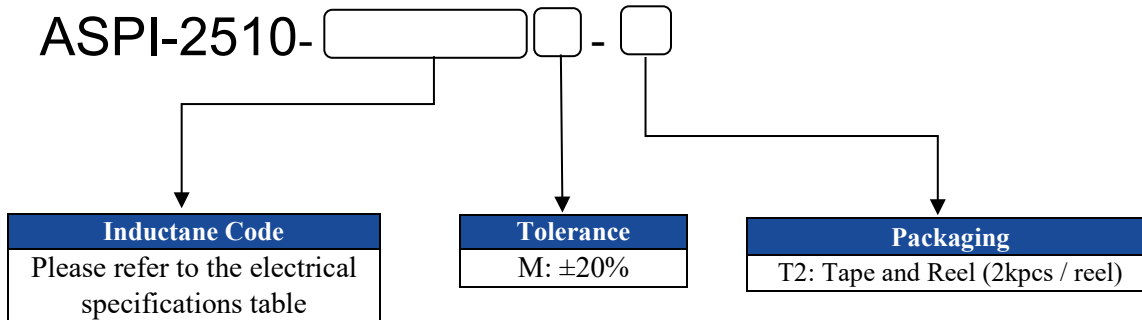 ASPI-2510- -
Inductane Code
Please refer to the electrical
specifications table
Tolerance
M: ±20%
Packaging
T2: Tape and Reel (2kpcs / reel)